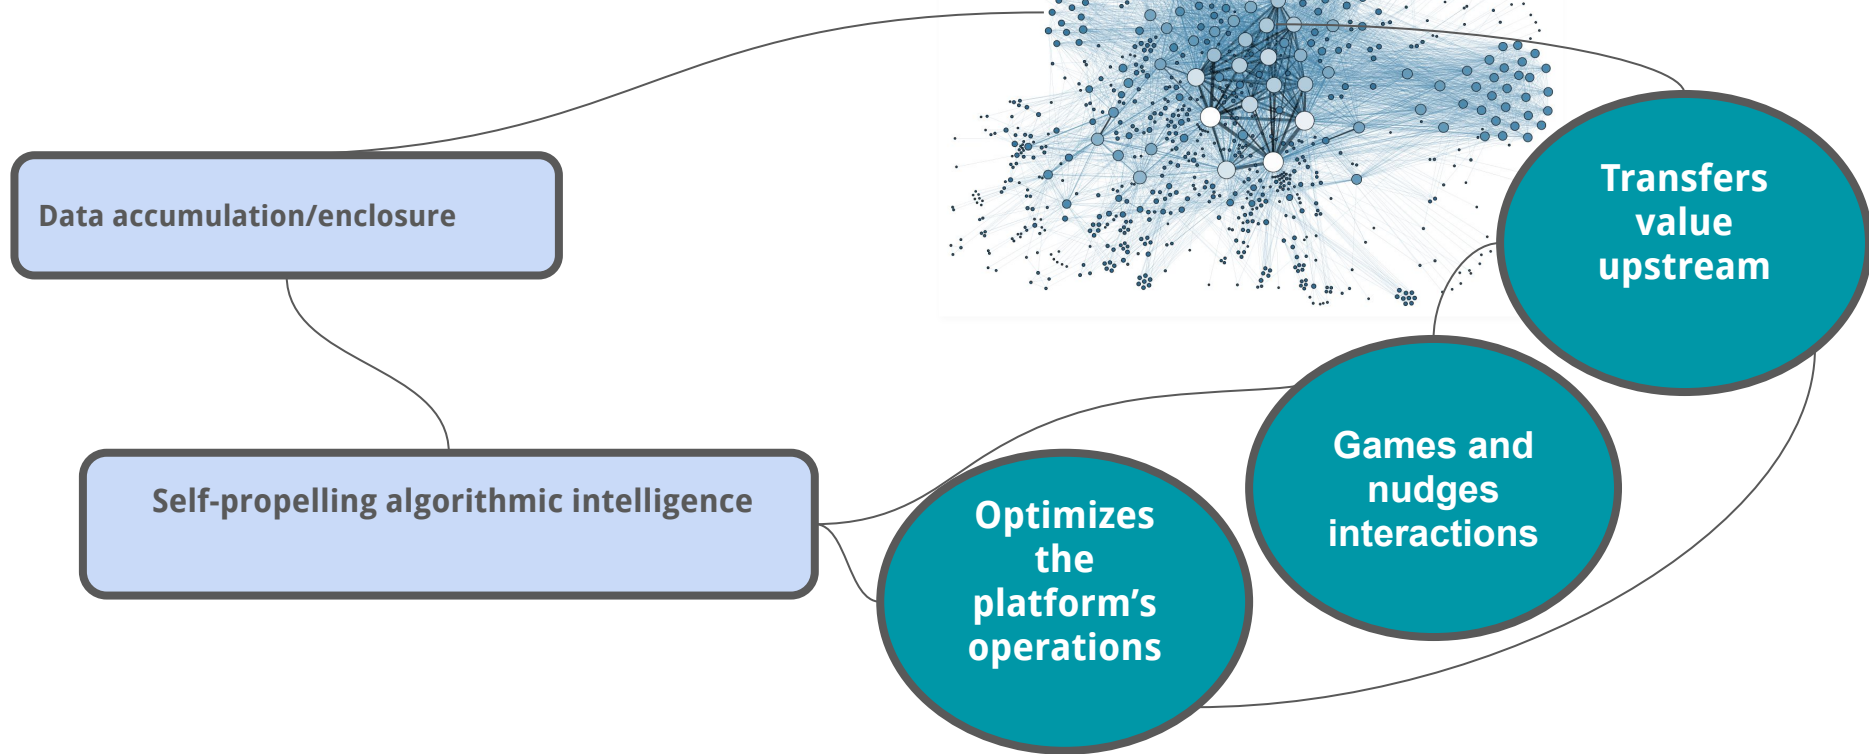 Data accumulation/enclosure
Self-propelling algorithmic intelligence
Transfers
value
upstream
Games and
nudges
interactions
Optimizes
the
platform’s
operations